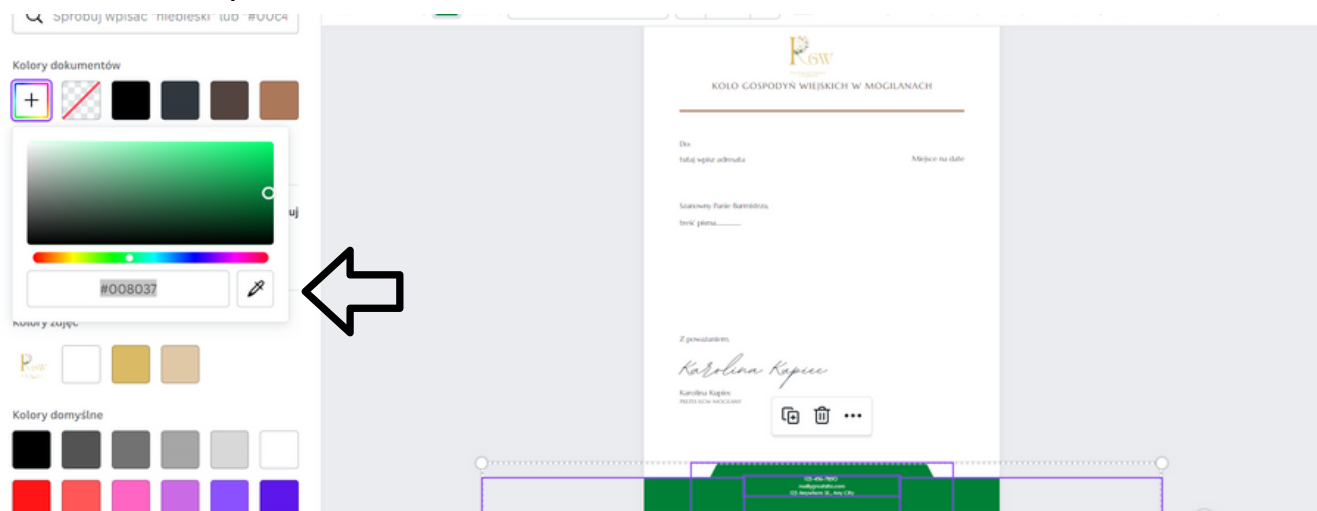 Spróbuj wpisać "niebieski" lub "#00c4
Kolory dokumentów
+
uj
#008037
Kolory zdjęć
Kolory domyślne
KGW
KOŁO GOSPODYŃ WIEJSKICH W MOGILANACH
Do:
tutaj wpisz adresata
Miejsce na datę
Szanowny Panie Burmistrzu,
treść pisma
Z poważaniem,
Karolina Kapiec
Karolina Kapiec
123-456-7890
123 Anywhere St., Any City